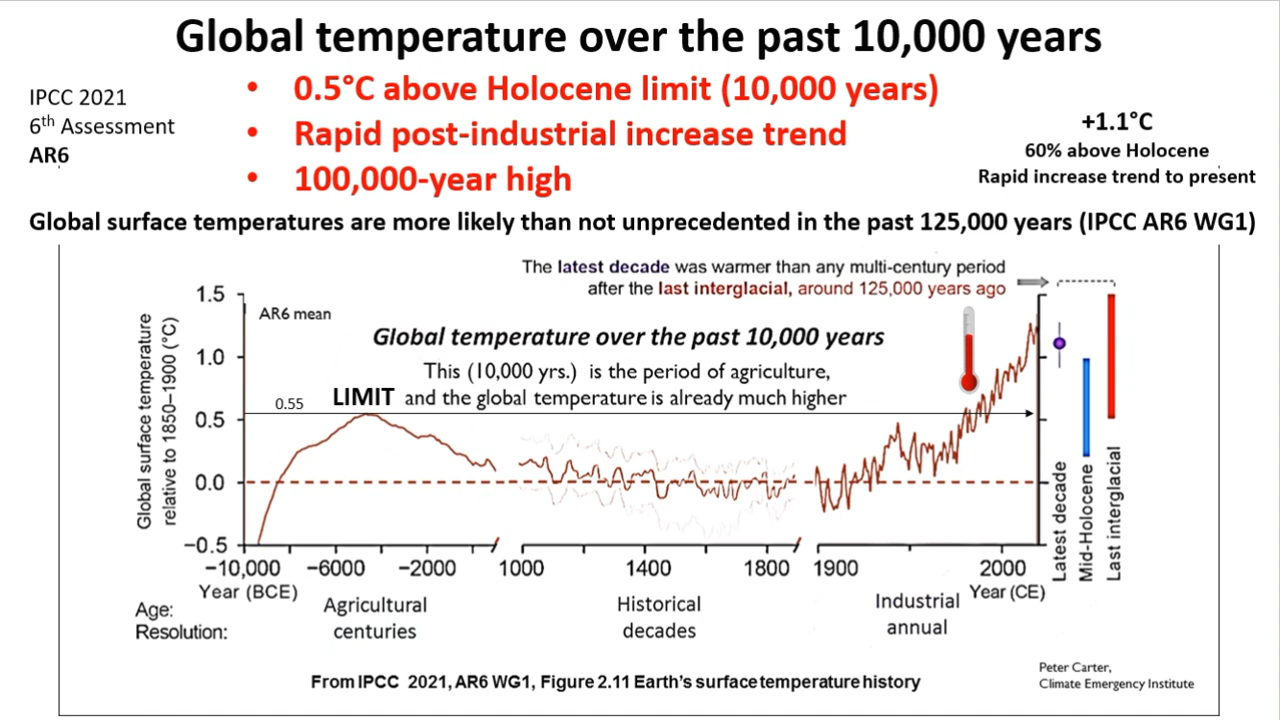 Global temperature over the past 10,000 years
• 0.5°C above Holocene limit (10,000 years)
• Rapid post-industrial increase trend
• 100,000-year high
IPCC 2021
6th Assessment
AR6
+1.1°C
60% above Holocene
Rapid increase trend to present
Global surface temperatures are more likely than not unprecedented in the past 125,000 years (IPCC AR6 WG1)
The latest decade was warmer than any multi-century period
after the last interglacial, around 125,000 years ago
AR6 mean
Global temperature over the past 10,000 years
This (10,000 yrs.) is the period of agriculture,
LIMIT and the global temperature is already much higher
0.55
Global surface temperature
relative to 1850–1900 (°C)
1.5
1.0
0.5
0.0
−0.5
−10,000 −6000 −2000 1000 1400 1800 1900 2000
Year (BCE)
Year (CE)
Latest decade
Mid-Holocene
Last interglacial
Age: Agricultural Historical Industrial
Resolution: centuries decades annual
From IPCC 2021, AR6 WG1, Figure 2.11 Earth's surface temperature history
Peter Carter,
Climate Emergency Institute